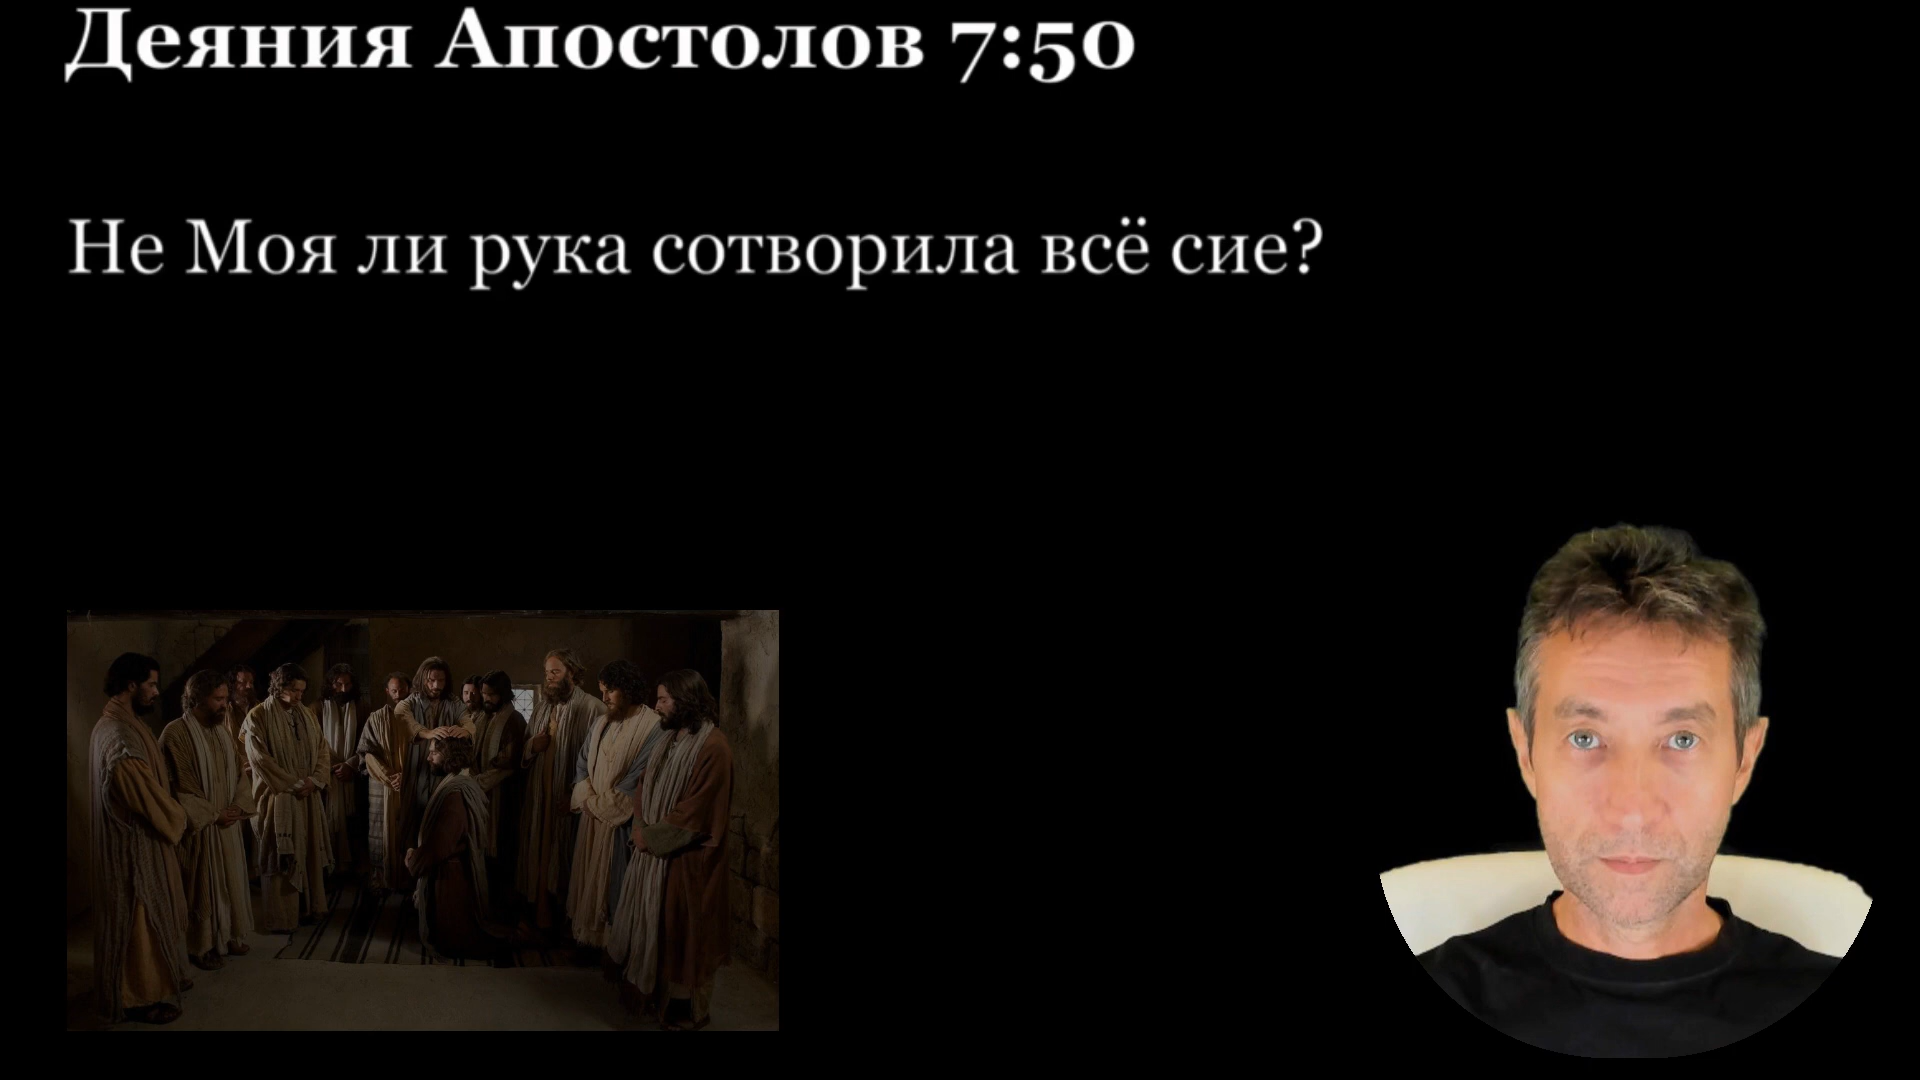 Деяния Апостолов 7:50
Не Моя ли рука сотворила всё сие?